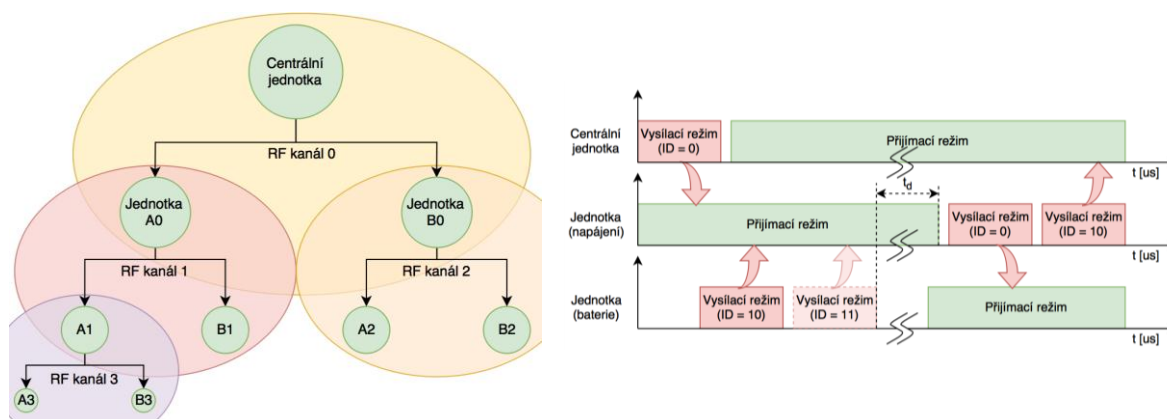 Centrální
jednotka
RF kanál 0
Jednotka
A0
Jednotka
B0
RF kanál 1
RF kanál 2
A1
B1
A2
B2
RF kanál 3
A3
B3
Centrální
jednotka
Vysílací režim
(ID = 0)
Přijímací režim
t [us]
t_d
Jednotka
(napájení)
Přijímací režim
Vysílací režim
(ID = 0)
Vysílací režim
(ID = 10)
t [us]
Jednotka
(baterie)
Vysílací režim
(ID = 10)
Vysílací režim
(ID = 11)
Přijímací režim
t [us]